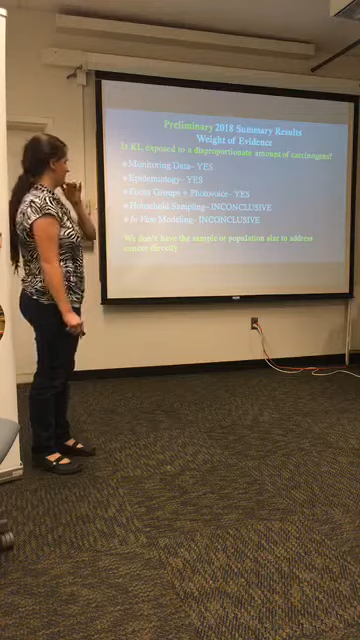 Preliminary 2018 Summary Results
Weight of Evidence
Is KL exposed to a disproportionate amount of carcinogens?
Monitoring Data– YES
Epidemiology– YES
Focus Groups + Photovoice– YES
Household Sampling– INCONCLUSIVE
Air Flow Modeling– INCONCLUSIVE
We don't have the sample or population size to address
cancer directly